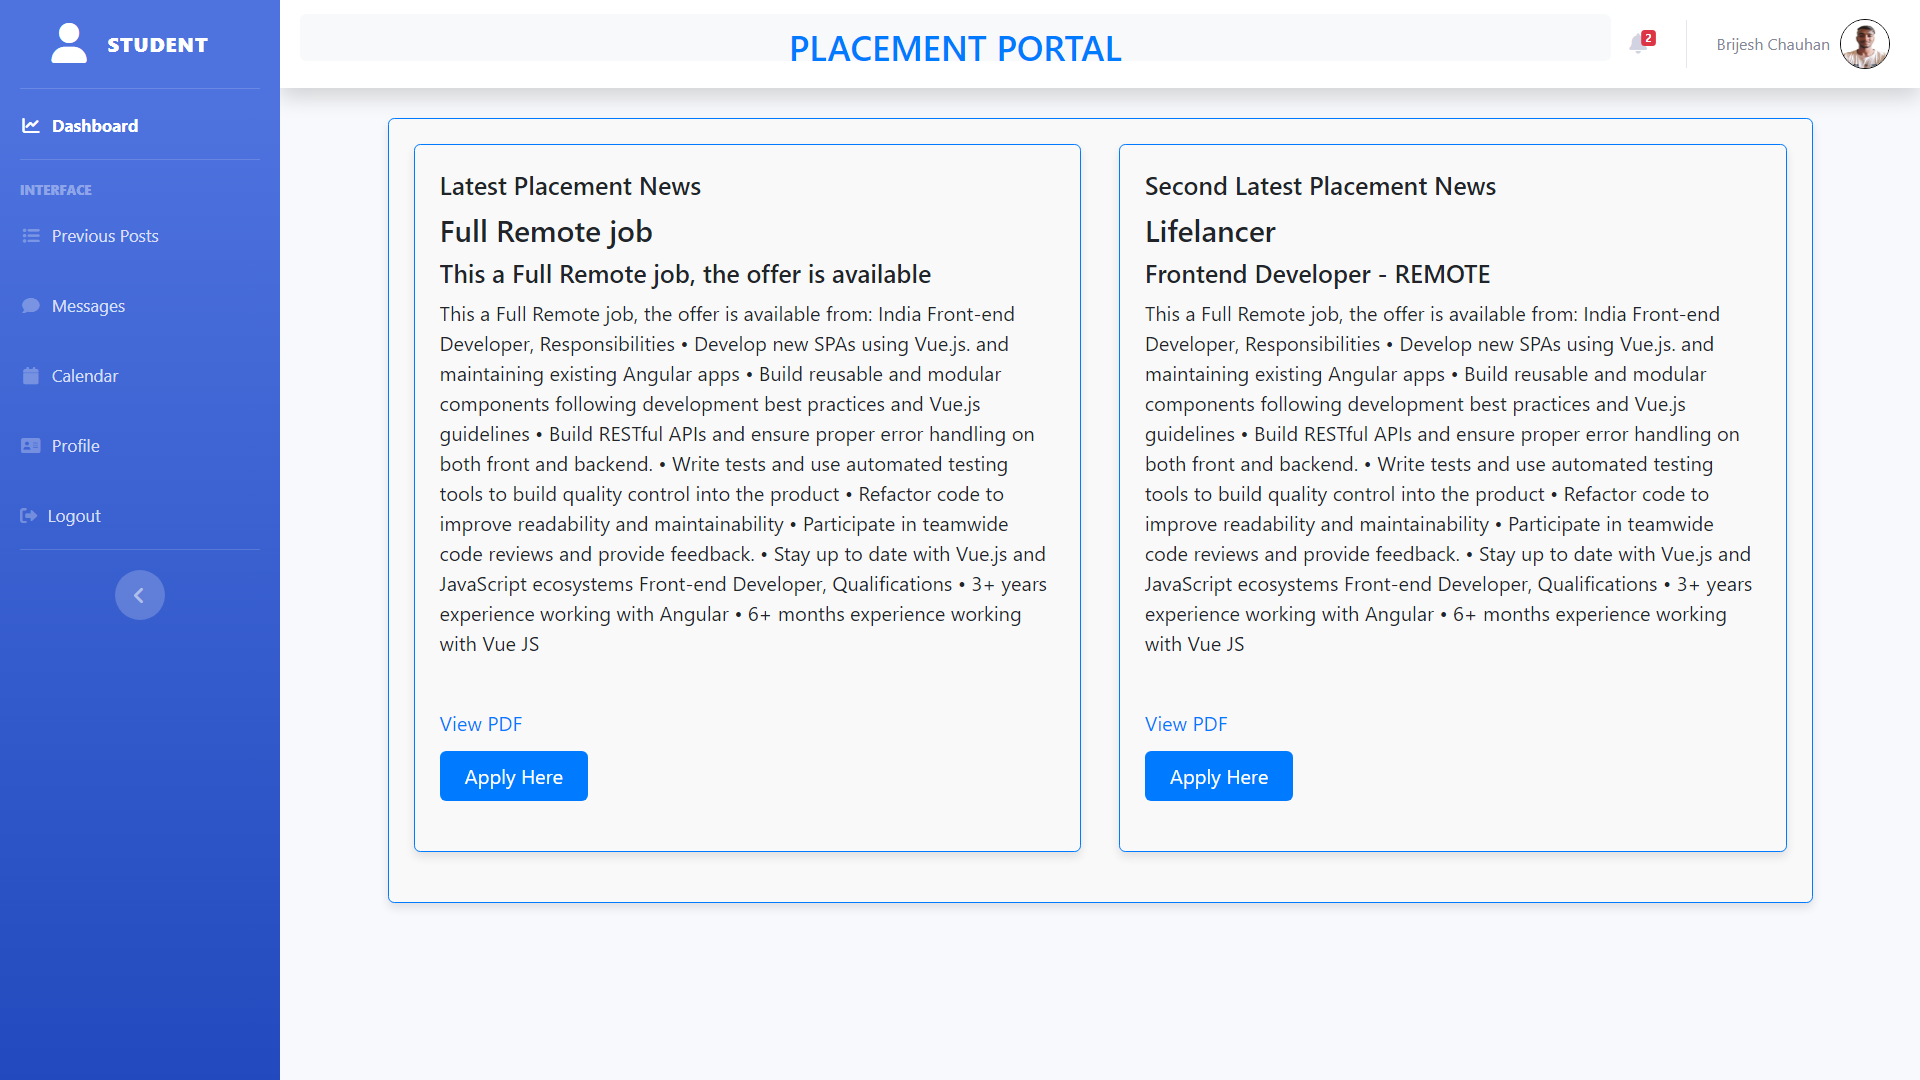 STUDENT
Dashboard
INTERFACE
Previous Posts
Messages
Calendar
Profile
Logout
PLACEMENT PORTAL
2
Brijesh Chauhan
Latest Placement News
Full Remote job
This a Full Remote job, the offer is available
This a Full Remote job, the offer is available from: India Front-end
Developer, Responsibilities • Develop new SPAs using Vue.js. and
maintaining existing Angular apps • Build reusable and modular
components following development best practices and Vue.js
guidelines • Build RESTful APIs and ensure proper error handling on
both front and backend. • Write tests and use automated testing
tools to build quality control into the product • Refactor code to
improve readability and maintainability • Participate in teamwide
code reviews and provide feedback. • Stay up to date with Vue.js and
JavaScript ecosystems Front-end Developer, Qualifications • 3+ years
experience working with Angular • 6+ months experience working
with Vue JS
View PDF
Apply Here
Second Latest Placement News
Lifelancer
Frontend Developer - REMOTE
This a Full Remote job, the offer is available from: India Front-end
Developer, Responsibilities • Develop new SPAs using Vue.js. and
maintaining existing Angular apps • Build reusable and modular
components following development best practices and Vue.js
guidelines • Build RESTful APIs and ensure proper error handling on
both front and backend. • Write tests and use automated testing
tools to build quality control into the product • Refactor code to
improve readability and maintainability • Participate in teamwide
code reviews and provide feedback. • Stay up to date with Vue.js and
JavaScript ecosystems Front-end Developer, Qualifications • 3+ years
experience working with Angular • 6+ months experience working
with Vue JS
View PDF
Apply Here